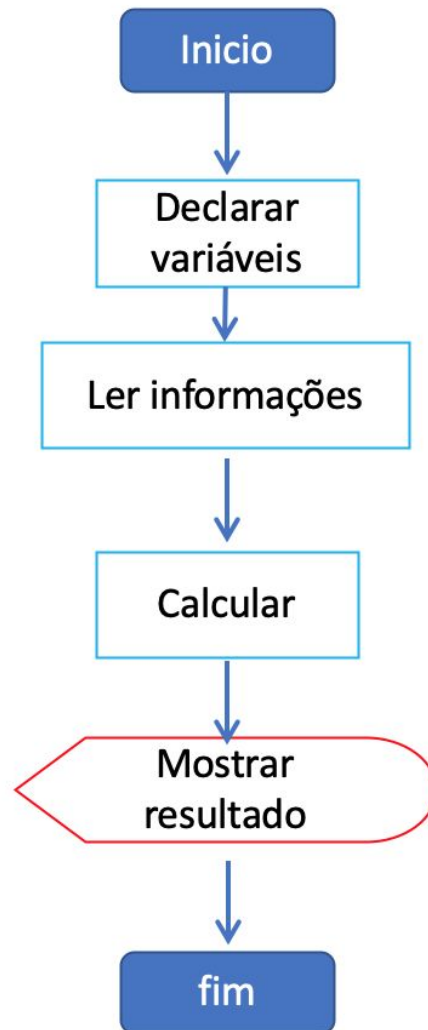 Inicio
Declarar
variáveis
Ler informações
Calcular
Mostrar
resultado
fim